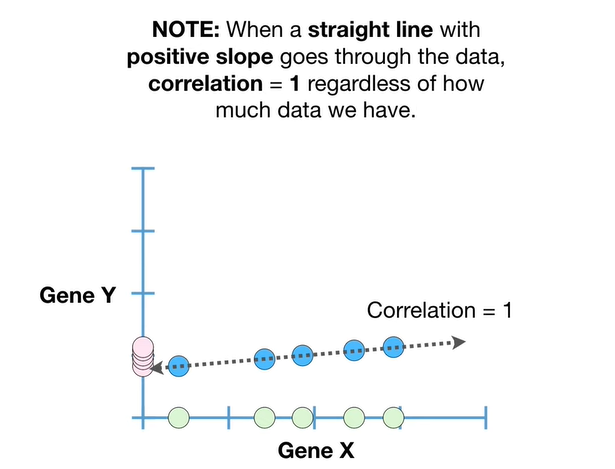 NOTE: When a straight line with
positive slope goes through the data,
correlation = 1 regardless of how
much data we have.
Gene Y
Correlation = 1
Gene X